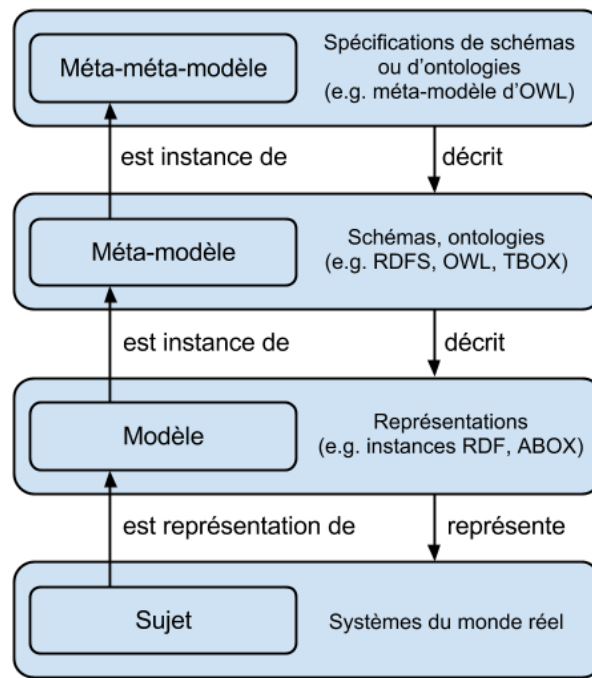 Méta-méta-modèle
Spécifications de schémas
ou d'ontologies
(e.g. méta-modèle d'OWL)
est instance de
décrit
Méta-modèle
Schémas, ontologies
(e.g. RDFS, OWL, TBOX)
est instance de
décrit
Modèle
Représentations
(e.g. instances RDF, ABOX)
est représentation de
représente
Sujet
Systèmes du monde réel